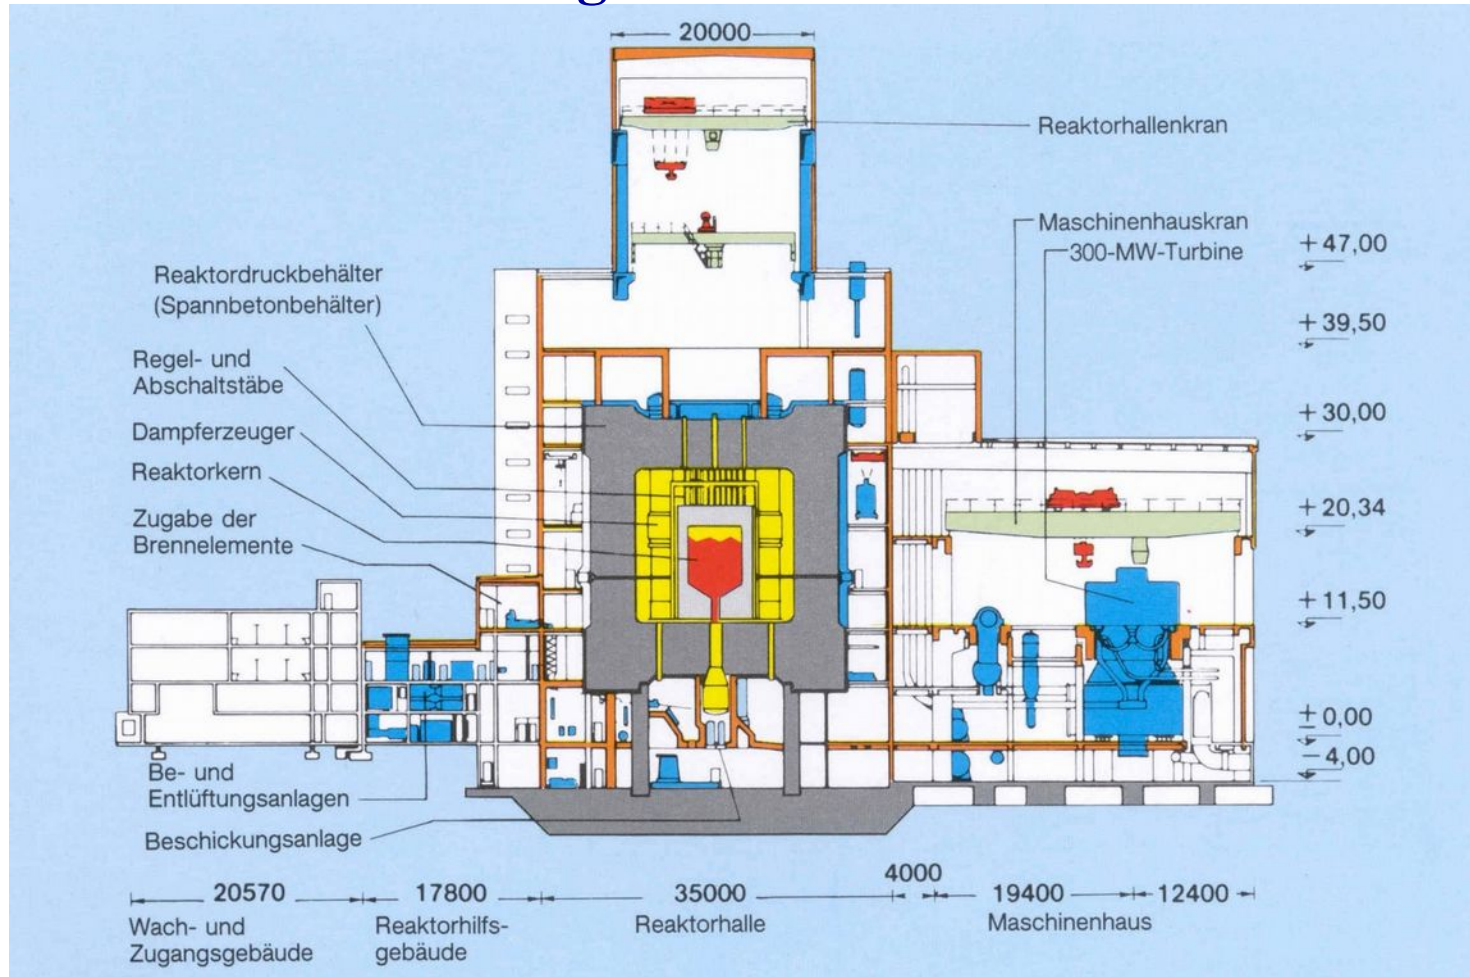 20000
Reaktorhallenkran
Maschinenhauskran
300-MW-Turbine
+ 47,00
Reaktordruckbehälter
(Spannbetonbehälter)
+ 39,50
Regel- und
Abschaltstäbe
+ 30,00
Dampferzeuger
Reaktorkern
+ 20,34
Zugabe der
Brennelemente
+ 11,50
± 0,00
− 4,00
Be- und
Entlüftungsanlagen
Beschickungsanlage
20570 17800 35000 4000 19400 12400
Wach- und
Zugangsgebäude
Reaktorhilfs-
gebäude
Reaktorhalle
Maschinenhaus